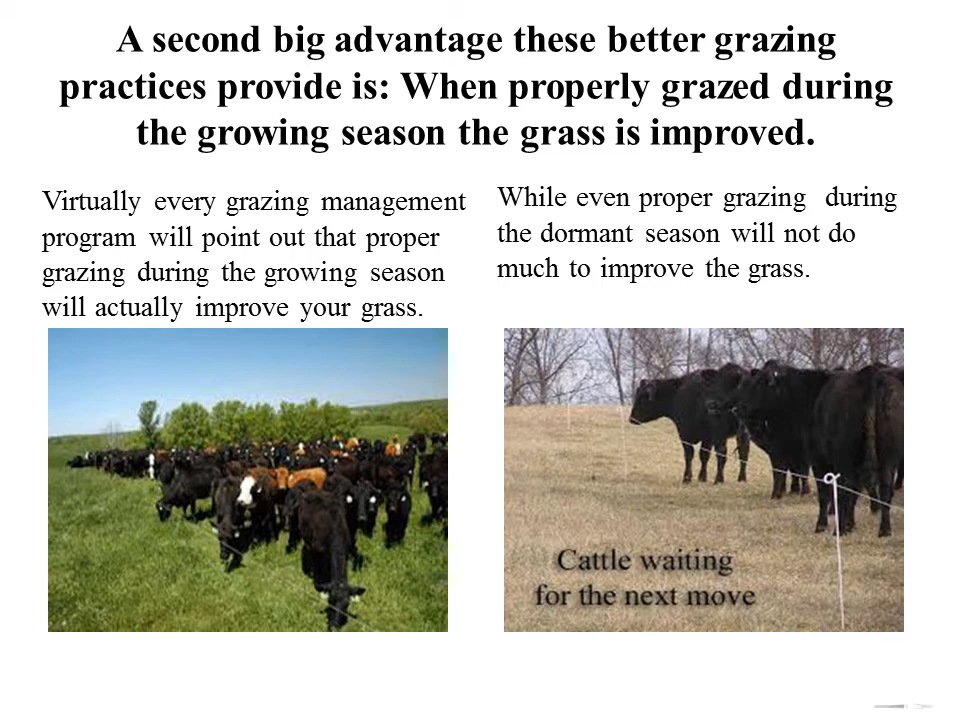 A second big advantage these better grazing
practices provide is: When properly grazed during
the growing season the grass is improved.
Virtually every grazing management
program will point out that proper
grazing during the growing season
will actually improve your grass.
While even proper grazing during
the dormant season will not do
much to improve the grass.
Cattle waiting
for the next move